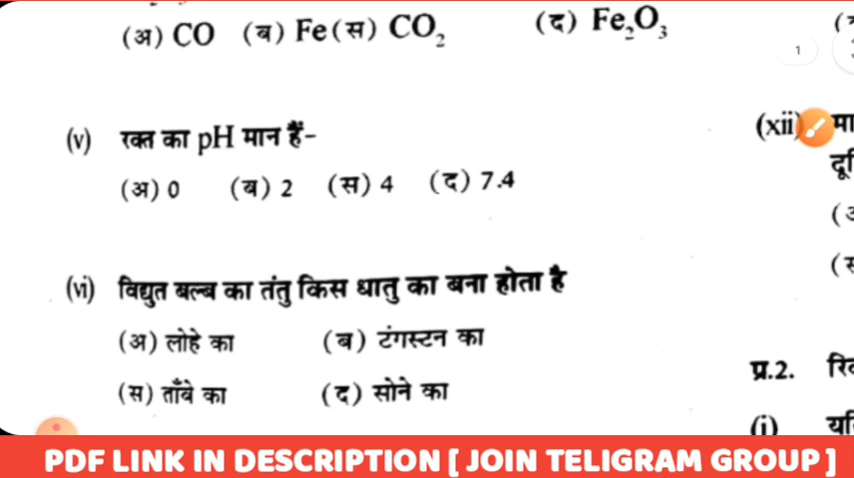 (अ) CO (ब) Fe (स) CO₂ (द) Fe₂O₃
1
(v) रक्त का pH मान हैं-
(अ) 0 (ब) 2 (स) 4 (द) 7.4
(vi) विद्युत बल्ब का तंतु किस धातु का बना होता है
(अ) लोहे का (ब) टंगस्टन का
(स) ताँबे का (द) सोने का
(xii)
प्र.2.
(i)
PDF LINK IN DESCRIPTION [ JOIN TELIGRAM GROUP ]